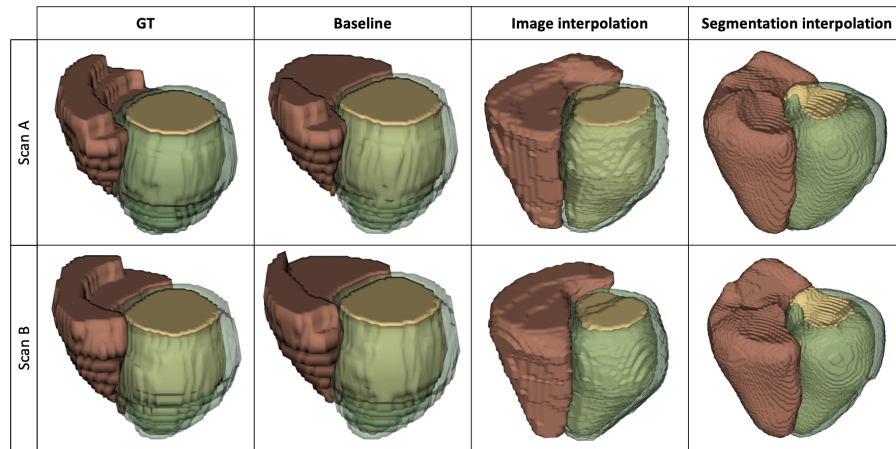 GT
Baseline
Image interpolation
Segmentation interpolation
Scan A
Scan B